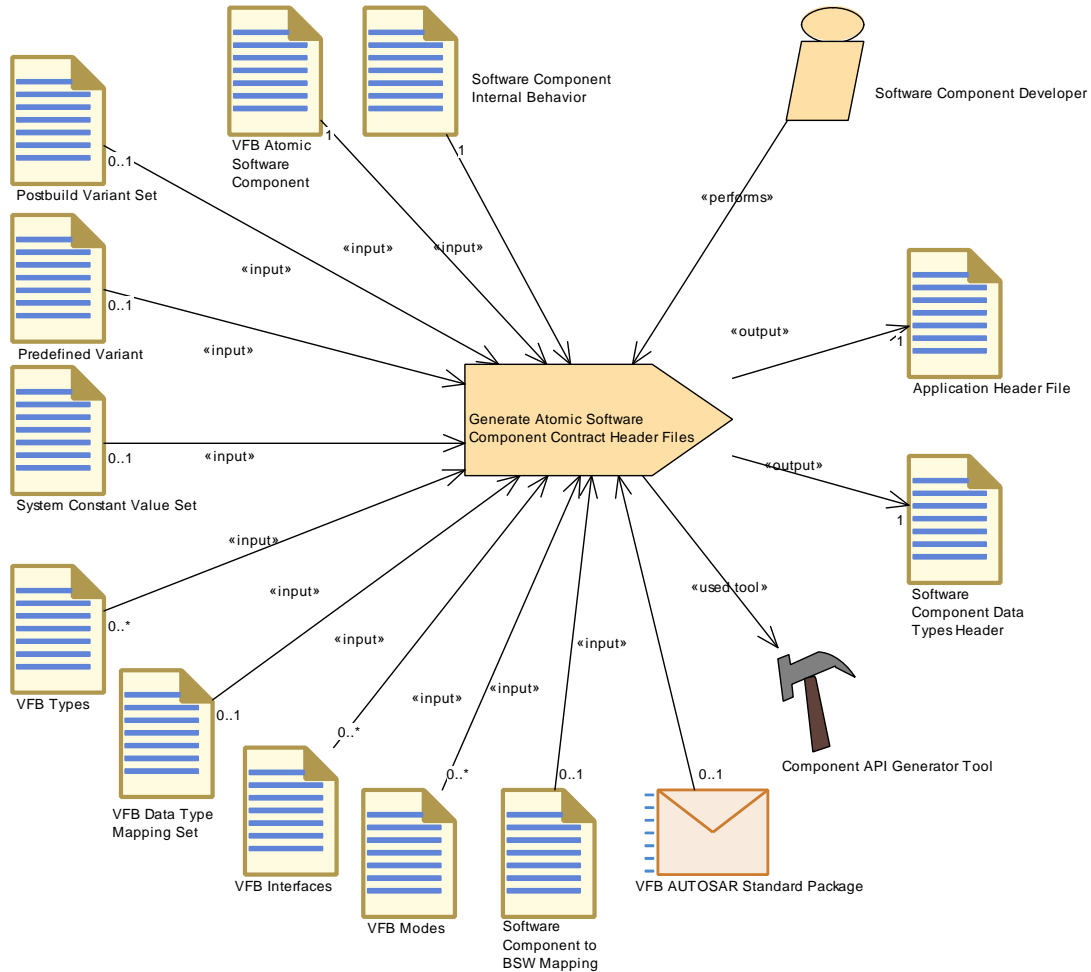 Software Component
Internal Behavior
Software Component Developer
VFB Atomic
Software
Component
1
1
0..1
Postbuild Variant Set
«performs»
«input»
«input»
«input»
0..1
«output»
1
Predefined Variant
«input»
Application Header File
Generate Atomic Software
Component Contract Header Files
0..1
«input»
«output»
System Constant Value Set
1
«input»
«input»
«used tool»
Software
Component Data
Types Header
0..*
«input»
«input»
VFB Types
«input»
«input»
0..1
0..*
0..*
0..1
0..1
Component API Generator Tool
VFB Data Type
Mapping Set
VFB Interfaces
VFB AUTOSAR Standard Package
VFB Modes
Software
Component to
BSW Mapping